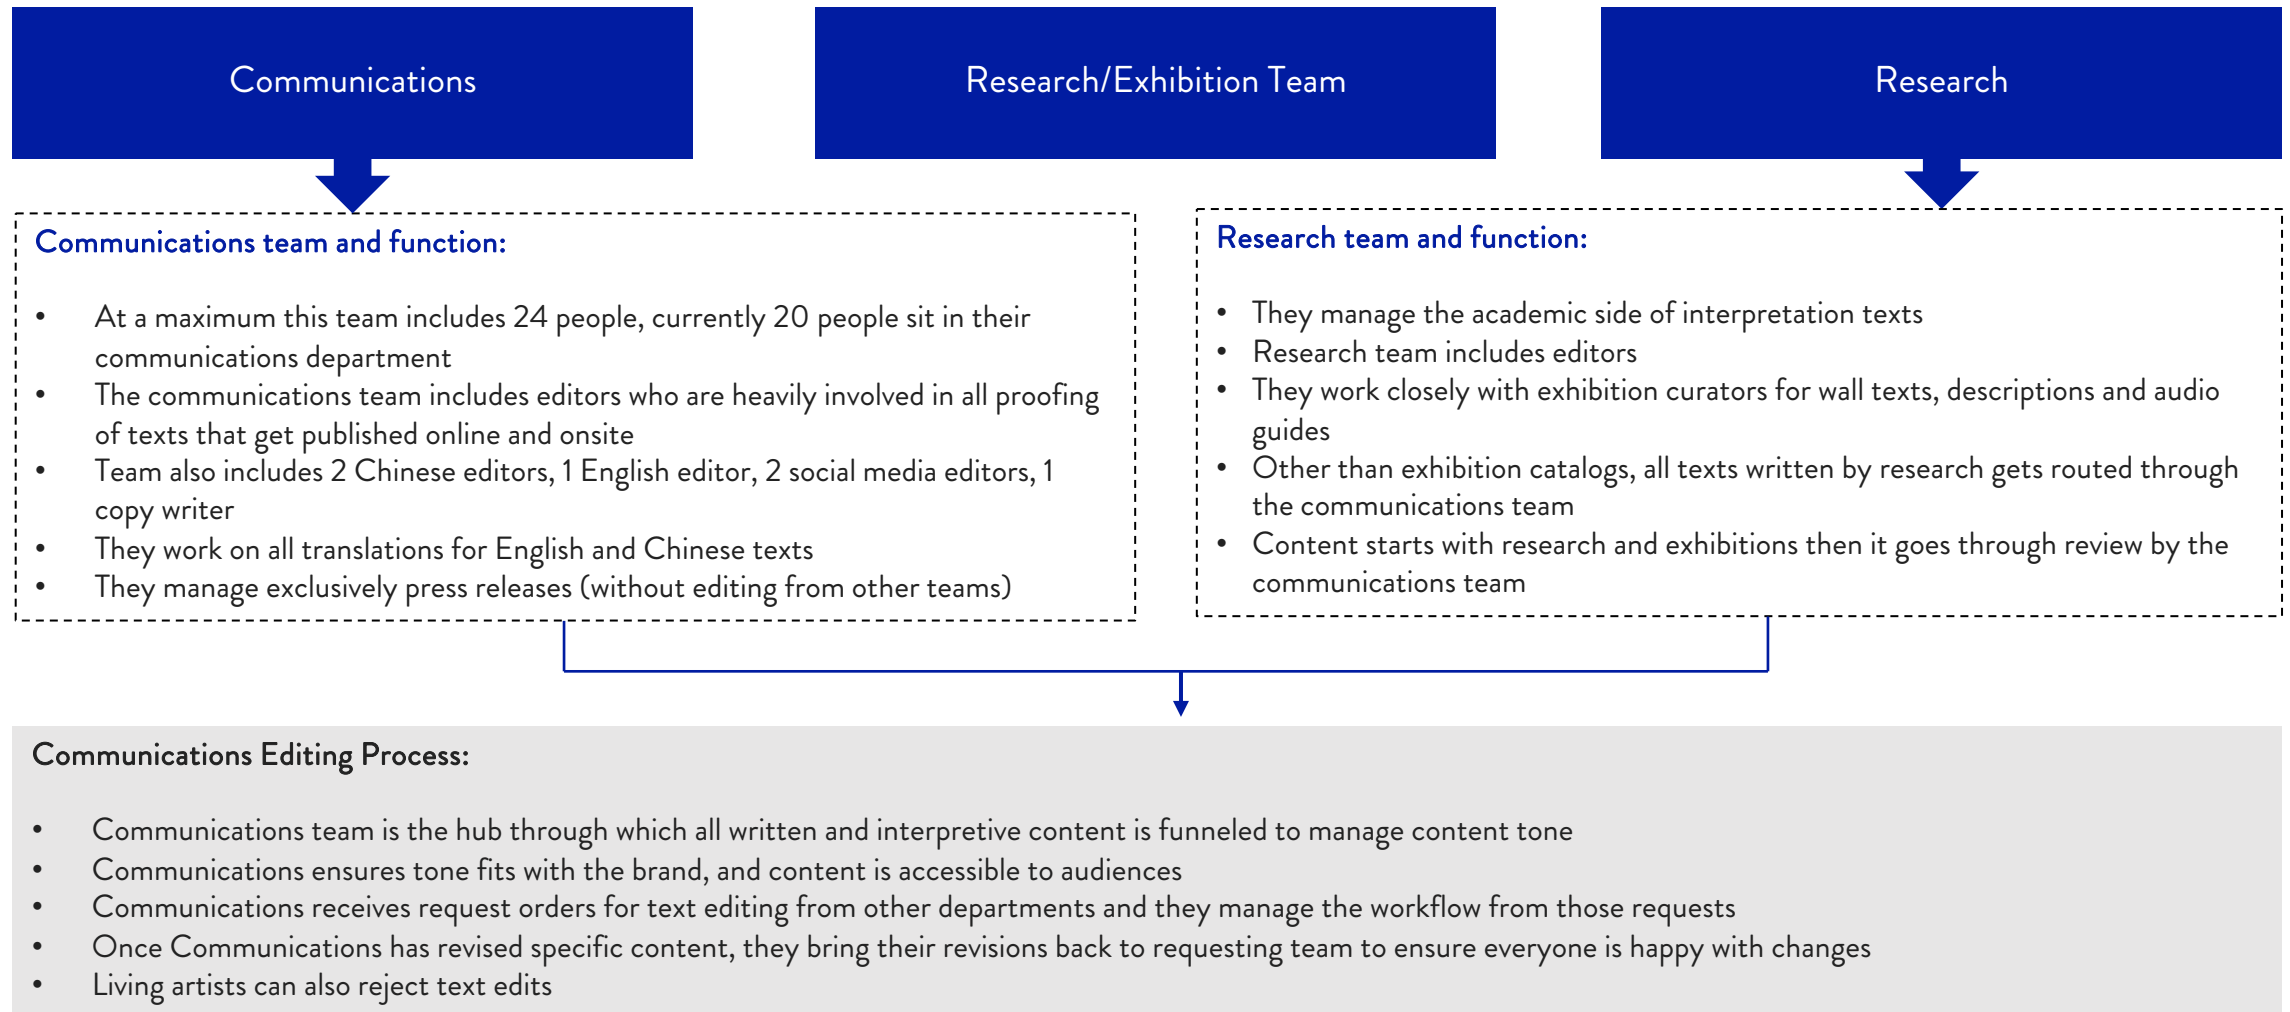 Communications
Research/Exhibition Team
Research
Communications team and function:
• At a maximum this team includes 24 people, currently 20 people sit in their
communications department
• The communications team includes editors who are heavily involved in all proofing
of texts that get published online and onsite
• Team also includes 2 Chinese editors, 1 English editor, 2 social media editors, 1
copy writer
• They work on all translations for English and Chinese texts
• They manage exclusively press releases (without editing from other teams)
Research team and function:
• They manage the academic side of interpretation texts
• Research team includes editors
• They work closely with exhibition curators for wall texts, descriptions and audio
guides
• Other than exhibition catalogs, all texts written by research gets routed through
the communications team
• Content starts with research and exhibitions then it goes through review by the
communications team
Communications Editing Process:
• Communications team is the hub through which all written and interpretive content is funneled to manage content tone
• Communications ensures tone fits with the brand, and content is accessible to audiences
• Communications receives request orders for text editing from other departments and they manage the workflow from those requests
• Once Communications has revised specific content, they bring their revisions back to requesting team to ensure everyone is happy with changes
• Living artists can also reject text edits